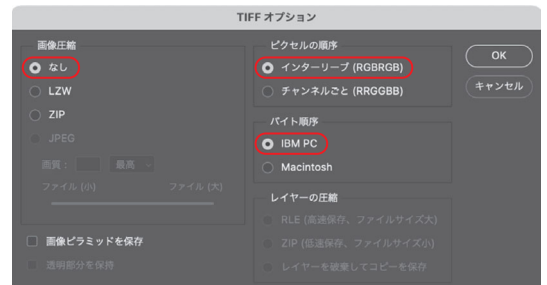 TIFF オプション
画像圧縮
なし
LZW
ZIP
JPEG
画質： 最高
ファイル (小) ファイル (大)
画像ピラミッドを保存
透明部分を保持
ピクセルの順序
インターリーブ (RGBRGB)
チャンネルごと (RRGGBB)
バイト順序
IBM PC
Macintosh
レイヤーの圧縮
RLE (高速保存、ファイルサイズ大)
ZIP (低速保存、ファイルサイズ小)
レイヤーを破棄してコピーを保存
OK
キャンセル